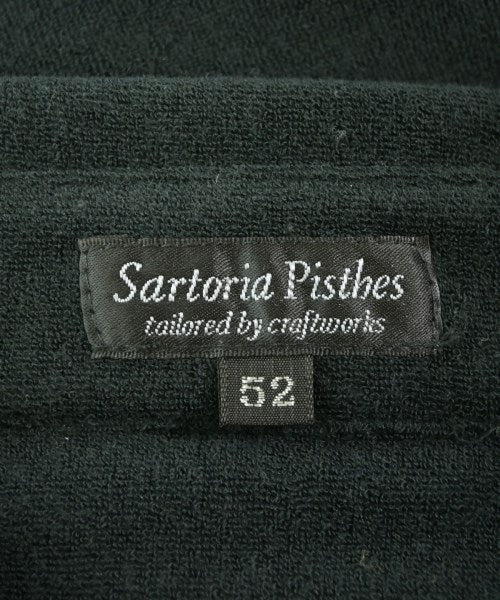 Sartoria Pisthes
tailored by craftworks
52